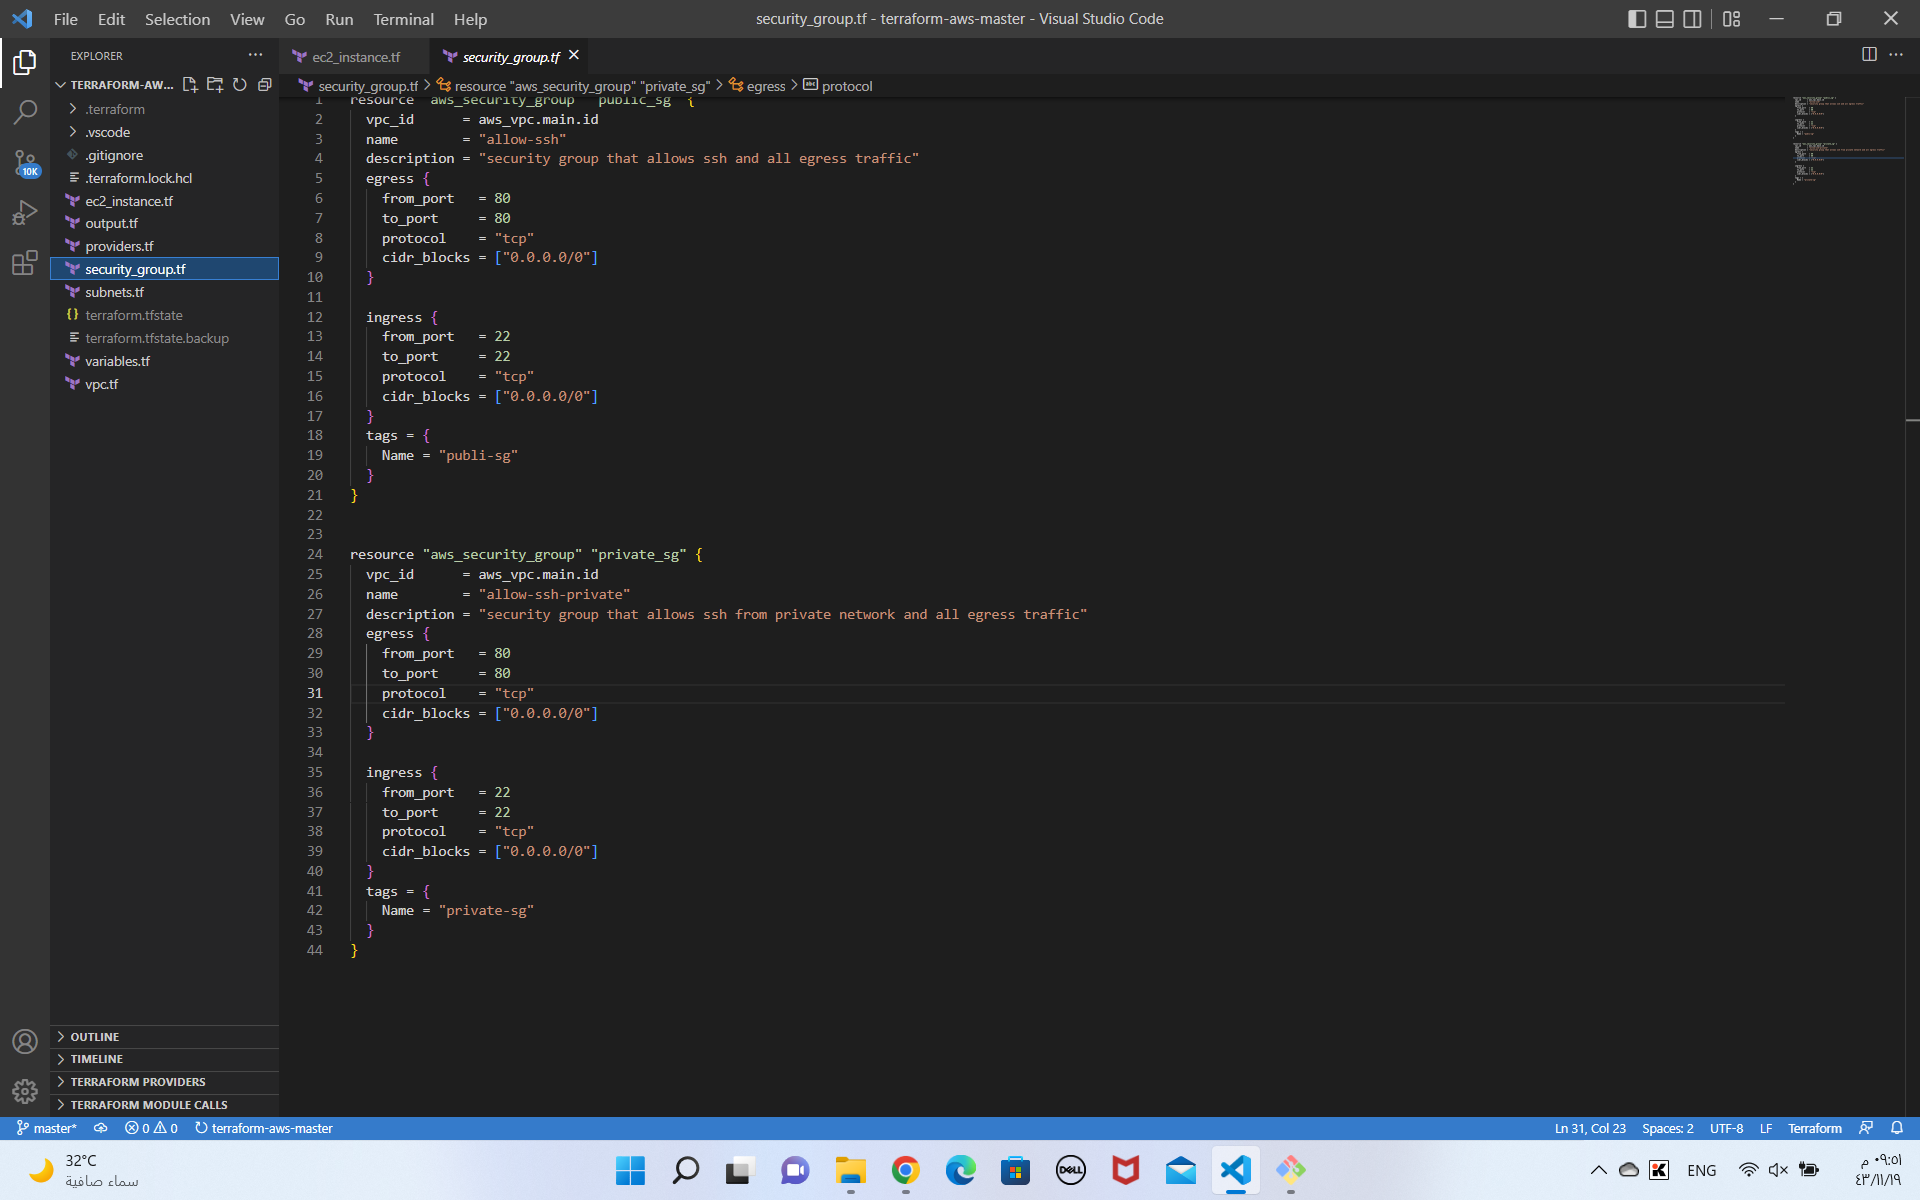 File Edit Selection View Go Run Terminal Help
security_group.tf - terraform-aws-master - Visual Studio Code
EXPLORER
TERRAFORM-AW...
.terraform
.vscode
.gitignore
.terraform.lock.hcl
ec2_instance.tf
output.tf
providers.tf
security_group.tf
subnets.tf
terraform.tfstate
terraform.tfstate.backup
variables.tf
vpc.tf
10K
OUTLINE
TIMELINE
TERRAFORM PROVIDERS
TERRAFORM MODULE CALLS
ec2_instance.tf
security_group.tf
security_group.tf > resource "aws_security_group" "private_sg" > egress > protocol
1 resource "aws_security_group" "public_sg" {
2 vpc_id = aws_vpc.main.id
3 name = "allow-ssh"
4 description = "security group that allows ssh and all egress traffic"
5 egress {
6 from_port = 80
7 to_port = 80
8 protocol = "tcp"
9 cidr_blocks = ["0.0.0.0/0"]
10 }
11
12 ingress {
13 from_port = 22
14 to_port = 22
15 protocol = "tcp"
16 cidr_blocks = ["0.0.0.0/0"]
17 }
18 tags = {
19 Name = "publi-sg"
20 }
21 }
22
23
24 resource "aws_security_group" "private_sg" {
25 vpc_id = aws_vpc.main.id
26 name = "allow-ssh-private"
27 description = "security group that allows ssh from private network and all egress traffic"
28 egress {
29 from_port = 80
30 to_port = 80
31 protocol = "tcp"
32 cidr_blocks = ["0.0.0.0/0"]
33 }
34
35 ingress {
36 from_port = 22
37 to_port = 22
38 protocol = "tcp"
39 cidr_blocks = ["0.0.0.0/0"]
40 }
41 tags = {
42 Name = "private-sg"
43 }
44 }
master* 0 0 terraform-aws-master
Ln 31, Col 23 Spaces: 2 UTF-8 LF Terraform
32°C
سماء صافية
DELL
K
ENG
٠٩:٥١ م
٤٣/١١/١٩